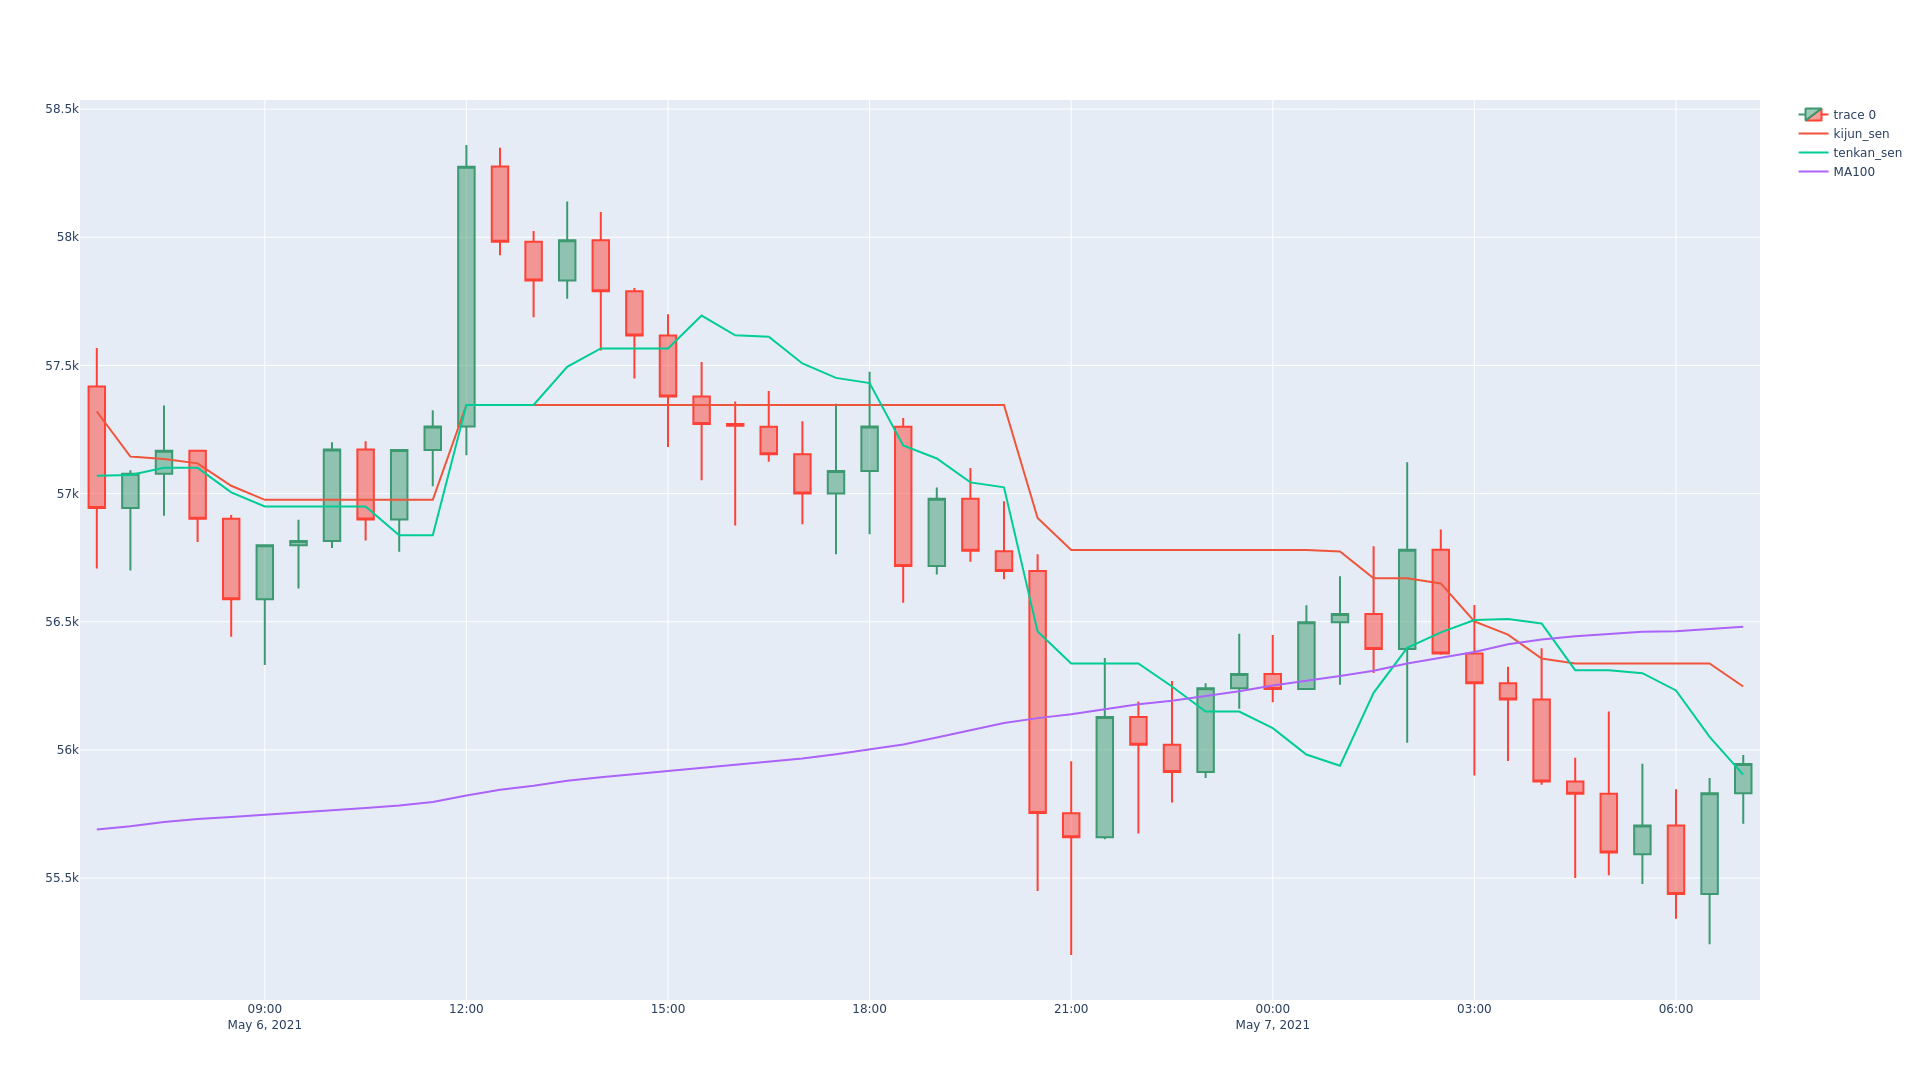 58.5k
58k
57.5k
57k
56.5k
56k
55.5k
09:00
May 6, 2021
12:00
15:00
18:00
21:00
00:00
May 7, 2021
03:00
06:00
trace 0
kijun_sen
tenkan_sen
MA100